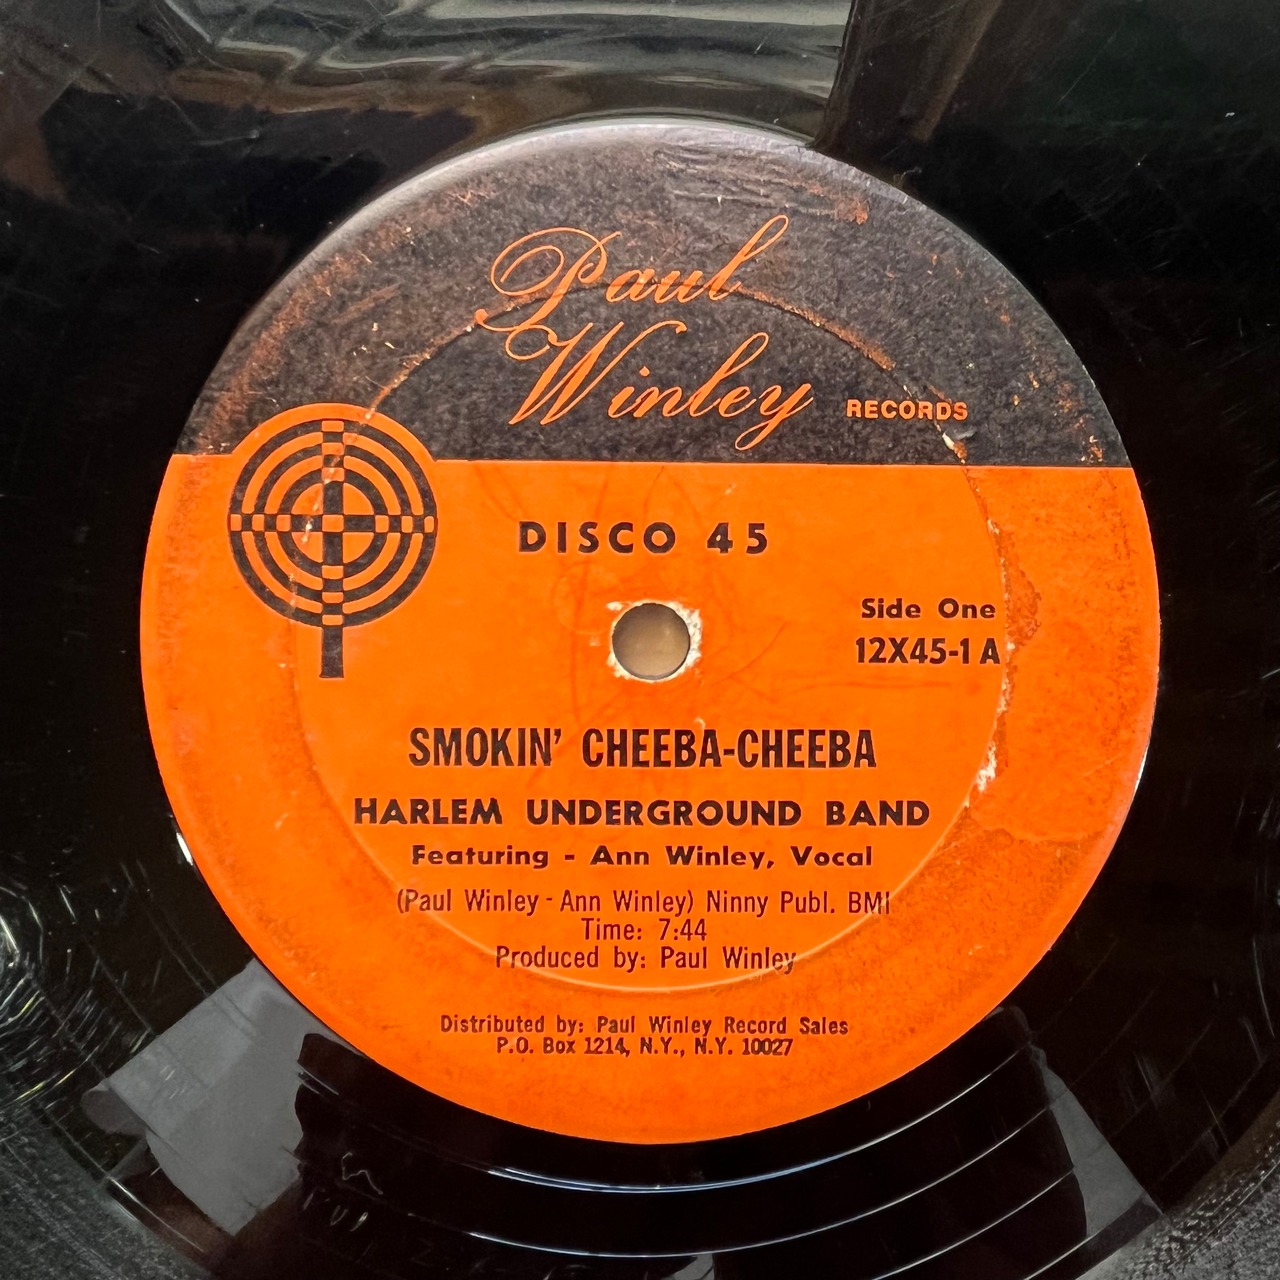 Paul
Winley RECORDS
DISCO 45
Side One
12X45-1 A
SMOKIN' CHEEBA-CHEEBA
HARLEM UNDERGROUND BAND
Featuring - Ann Winley, Vocal
(Paul Winley - Ann Winley) Ninny Publ. BMI
Time: 7:44
Produced by: Paul Winley
Distributed by: Paul Winley Record Sales
P.O. Box 1214, N.Y., N.Y. 10027